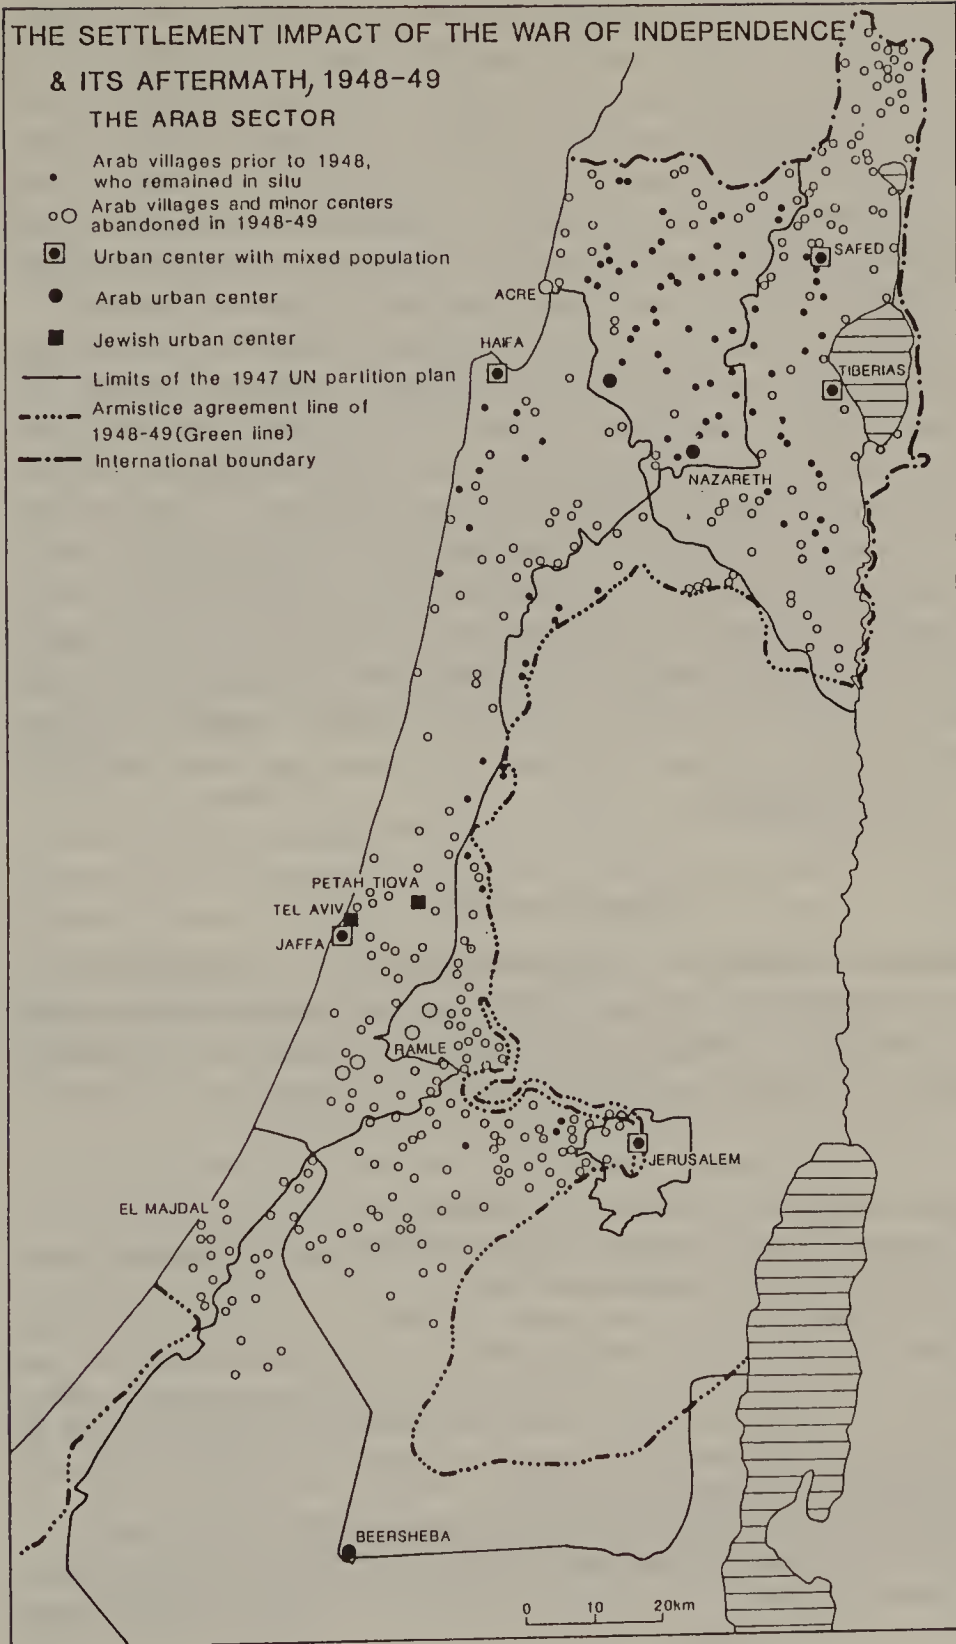 THE SETTLEMENT IMPACT OF THE WAR OF INDEPENDENCE
& ITS AFTERMATH, 1948-49
THE ARAB SECTOR
Arab villages prior to 1948,
who remained in situ
Arab villages and minor centers
abandoned in 1948-49
Urban center with mixed population
Arab urban center
Jewish urban center
Limits of the 1947 UN partition plan
Armistice agreement line of
1948-49(Green line)
International boundary
SAFED
ACRE
HAIFA
TIBERIAS
NAZARETH
PETAH TIQVA
TEL AVIV
JAFFA
RAMLE
JERUSALEM
EL MAJDAL
BEERSHEBA
0 10 20km